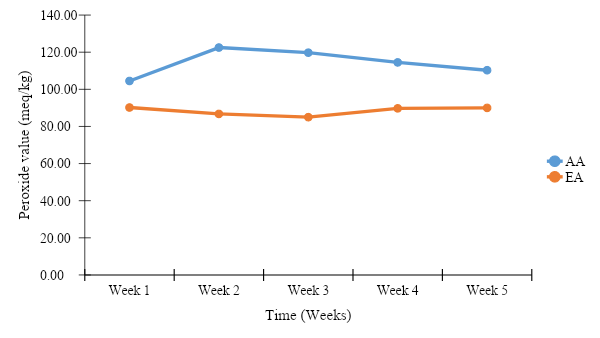 140.00
120.00
100.00
80.00
60.00
40.00
20.00
0.00
Peroxide value (meq/kg)
Week 1 Week 2 Week 3 Week 4 Week 5
Time (Weeks)
AA
EA